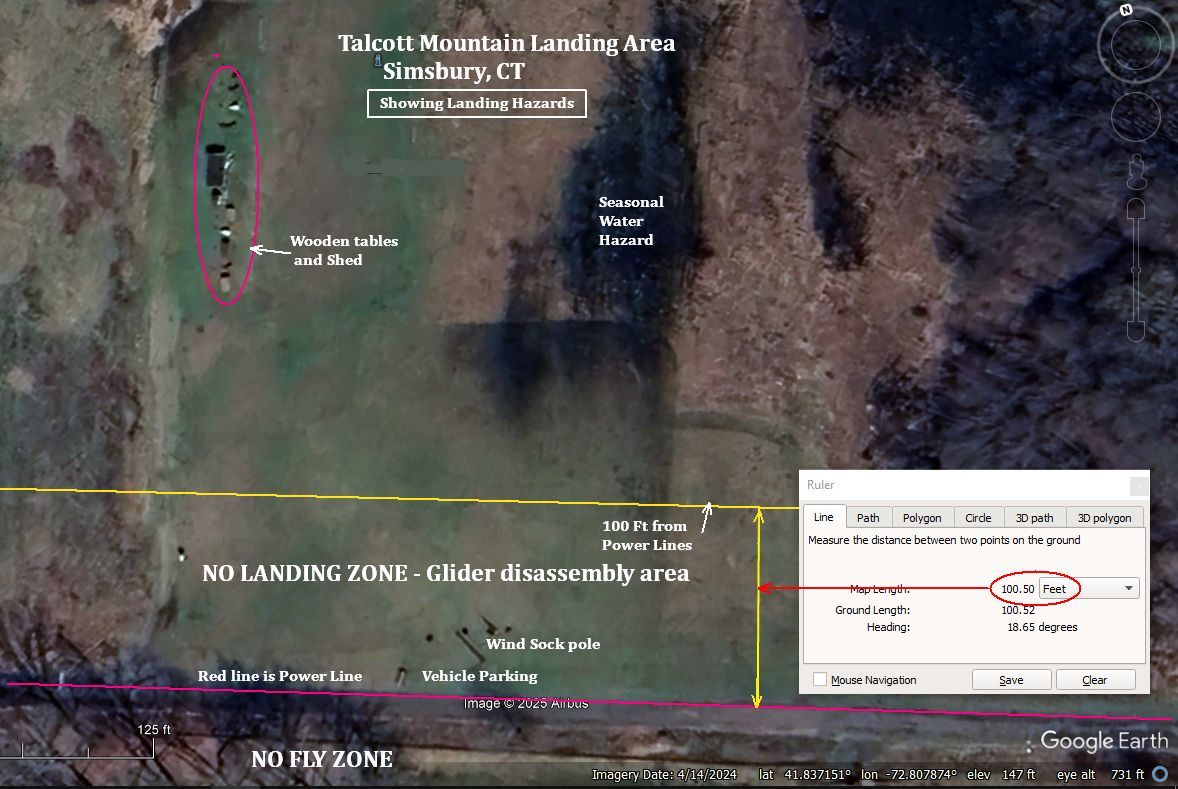 N
Talcott Mountain Landing Area
Simsbury, CT
Showing Landing Hazards
Seasonal
Water
Hazard
Wooden tables
and Shed
Ruler
x
Line Path Polygon Circle 3D path 3D polygon
Measure the distance between two points on the ground
Map Length: 100.50 Feet
Ground Length: 100.52
Heading: 18.65 degrees
Mouse Navigation Save Clear
100 Ft from
Power Lines
NO LANDING ZONE - Glider disassembly area
Wind Sock pole
Red line is Power Line Vehicle Parking
Image © 2025 Airbus
125 ft
NO FLY ZONE
Google Earth
Imagery Date: 4/14/2024 lat 41.837151° lon -72.807874° elev 147 ft eye alt 731 ft